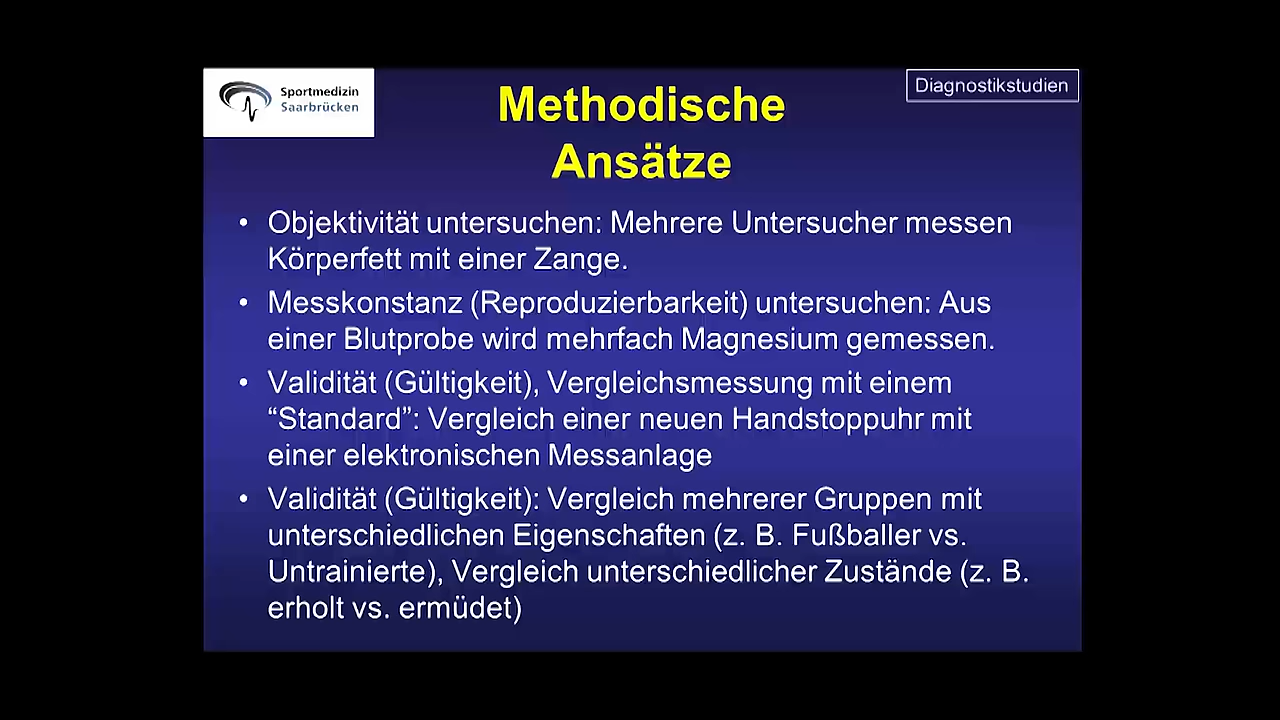 Sportmedizin
Saarbrücken
Diagnostikstudien
Methodische
Ansätze
• Objektivität untersuchen: Mehrere Untersucher messen
Körperfett mit einer Zange.
• Messkonstanz (Reproduzierbarkeit) untersuchen: Aus
einer Blutprobe wird mehrfach Magnesium gemessen.
• Validität (Gültigkeit), Vergleichsmessung mit einem
“Standard”: Vergleich einer neuen Handstoppuhr mit
einer elektronischen Messanlage
• Validität (Gültigkeit): Vergleich mehrerer Gruppen mit
unterschiedlichen Eigenschaften (z. B. Fußballer vs.
Untrainierte), Vergleich unterschiedlicher Zustände (z. B.
erholt vs. ermüdet)